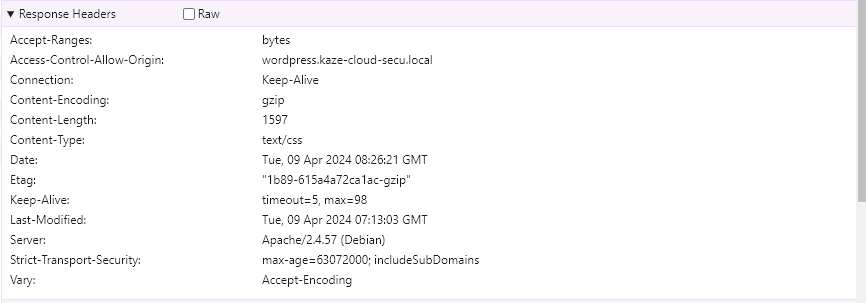 Response Headers Raw
Accept-Ranges: bytes
Access-Control-Allow-Origin: wordpress.kaze-cloud-secu.local
Connection: Keep-Alive
Content-Encoding: gzip
Content-Length: 1597
Content-Type: text/css
Date: Tue, 09 Apr 2024 08:26:21 GMT
Etag: "1b89-615a4a72ca1ac-gzip"
Keep-Alive: timeout=5, max=98
Last-Modified: Tue, 09 Apr 2024 07:13:03 GMT
Server: Apache/2.4.57 (Debian)
Strict-Transport-Security: max-age=63072000; includeSubDomains
Vary: Accept-Encoding